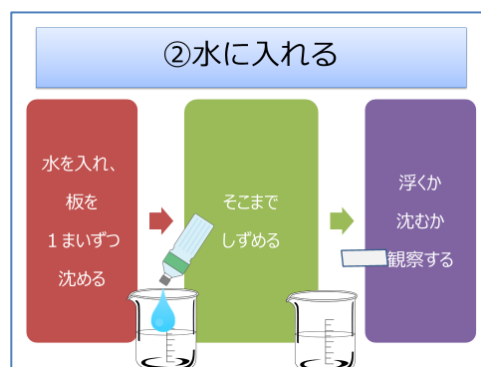 ②水に入れる
水を入れ、
板を
1まいずつ
沈める
そこまで
しずめる
浮くか
沈むか
観察する